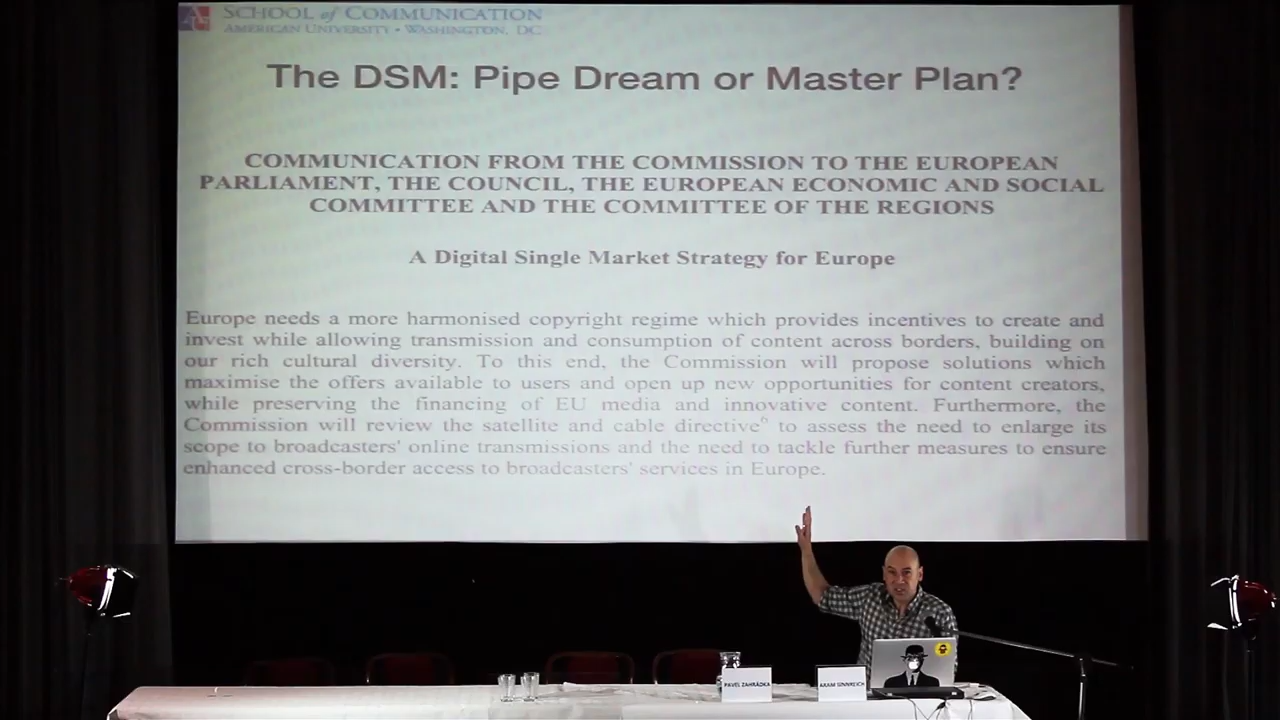 SCHOOL of COMMUNICATION
AMERICAN UNIVERSITY • WASHINGTON, DC
The DSM: Pipe Dream or Master Plan?
COMMUNICATION FROM THE COMMISSION TO THE EUROPEAN
PARLIAMENT, THE COUNCIL, THE EUROPEAN ECONOMIC AND SOCIAL
COMMITTEE AND THE COMMITTEE OF THE REGIONS
A Digital Single Market Strategy for Europe
Europe needs a more harmonised copyright regime which provides incentives to create and
invest while allowing transmission and consumption of content across borders, building on
our rich cultural diversity. To this end, the Commission will propose solutions which
maximise the offers available to users and open up new opportunities for content creators,
while preserving the financing of EU media and innovative content. Furthermore, the
Commission will review the satellite and cable directive⁶ to assess the need to enlarge its
scope to broadcasters' online transmissions and the need to tackle further measures to ensure
enhanced cross-border access to broadcasters' services in Europe.
PAVEL ZAHRÁDKA
ARAM SINNREICH